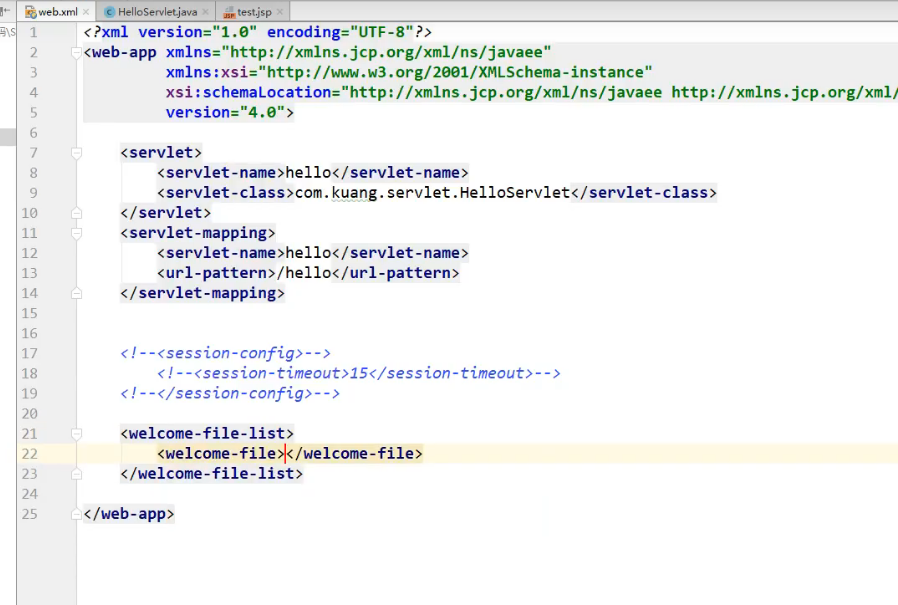 web.xml HelloServlet.java test.jsp
1 <?xml version="1.0" encoding="UTF-8"?>
2 <web-app xmlns="http://xmlns.jcp.org/xml/ns/javaee"
3 xmlns:xsi="http://www.w3.org/2001/XMLSchema-instance"
4 xsi:schemaLocation="http://xmlns.jcp.org/xml/ns/javaee http://xmlns.jcp.org/xml/
5 version="4.0">
6
7 <servlet>
8 <servlet-name>hello</servlet-name>
9 <servlet-class>com.kuang.servlet.HelloServlet</servlet-class>
10 </servlet>
11 <servlet-mapping>
12 <servlet-name>hello</servlet-name>
13 <url-pattern>/hello</url-pattern>
14 </servlet-mapping>
15
16
17 <!--<session-config>-->
18 <!--<session-timeout>15</session-timeout>-->
19 <!--</session-config>-->
20
21 <welcome-file-list>
22 <welcome-file></welcome-file>
23 </welcome-file-list>
24
25 </web-app>